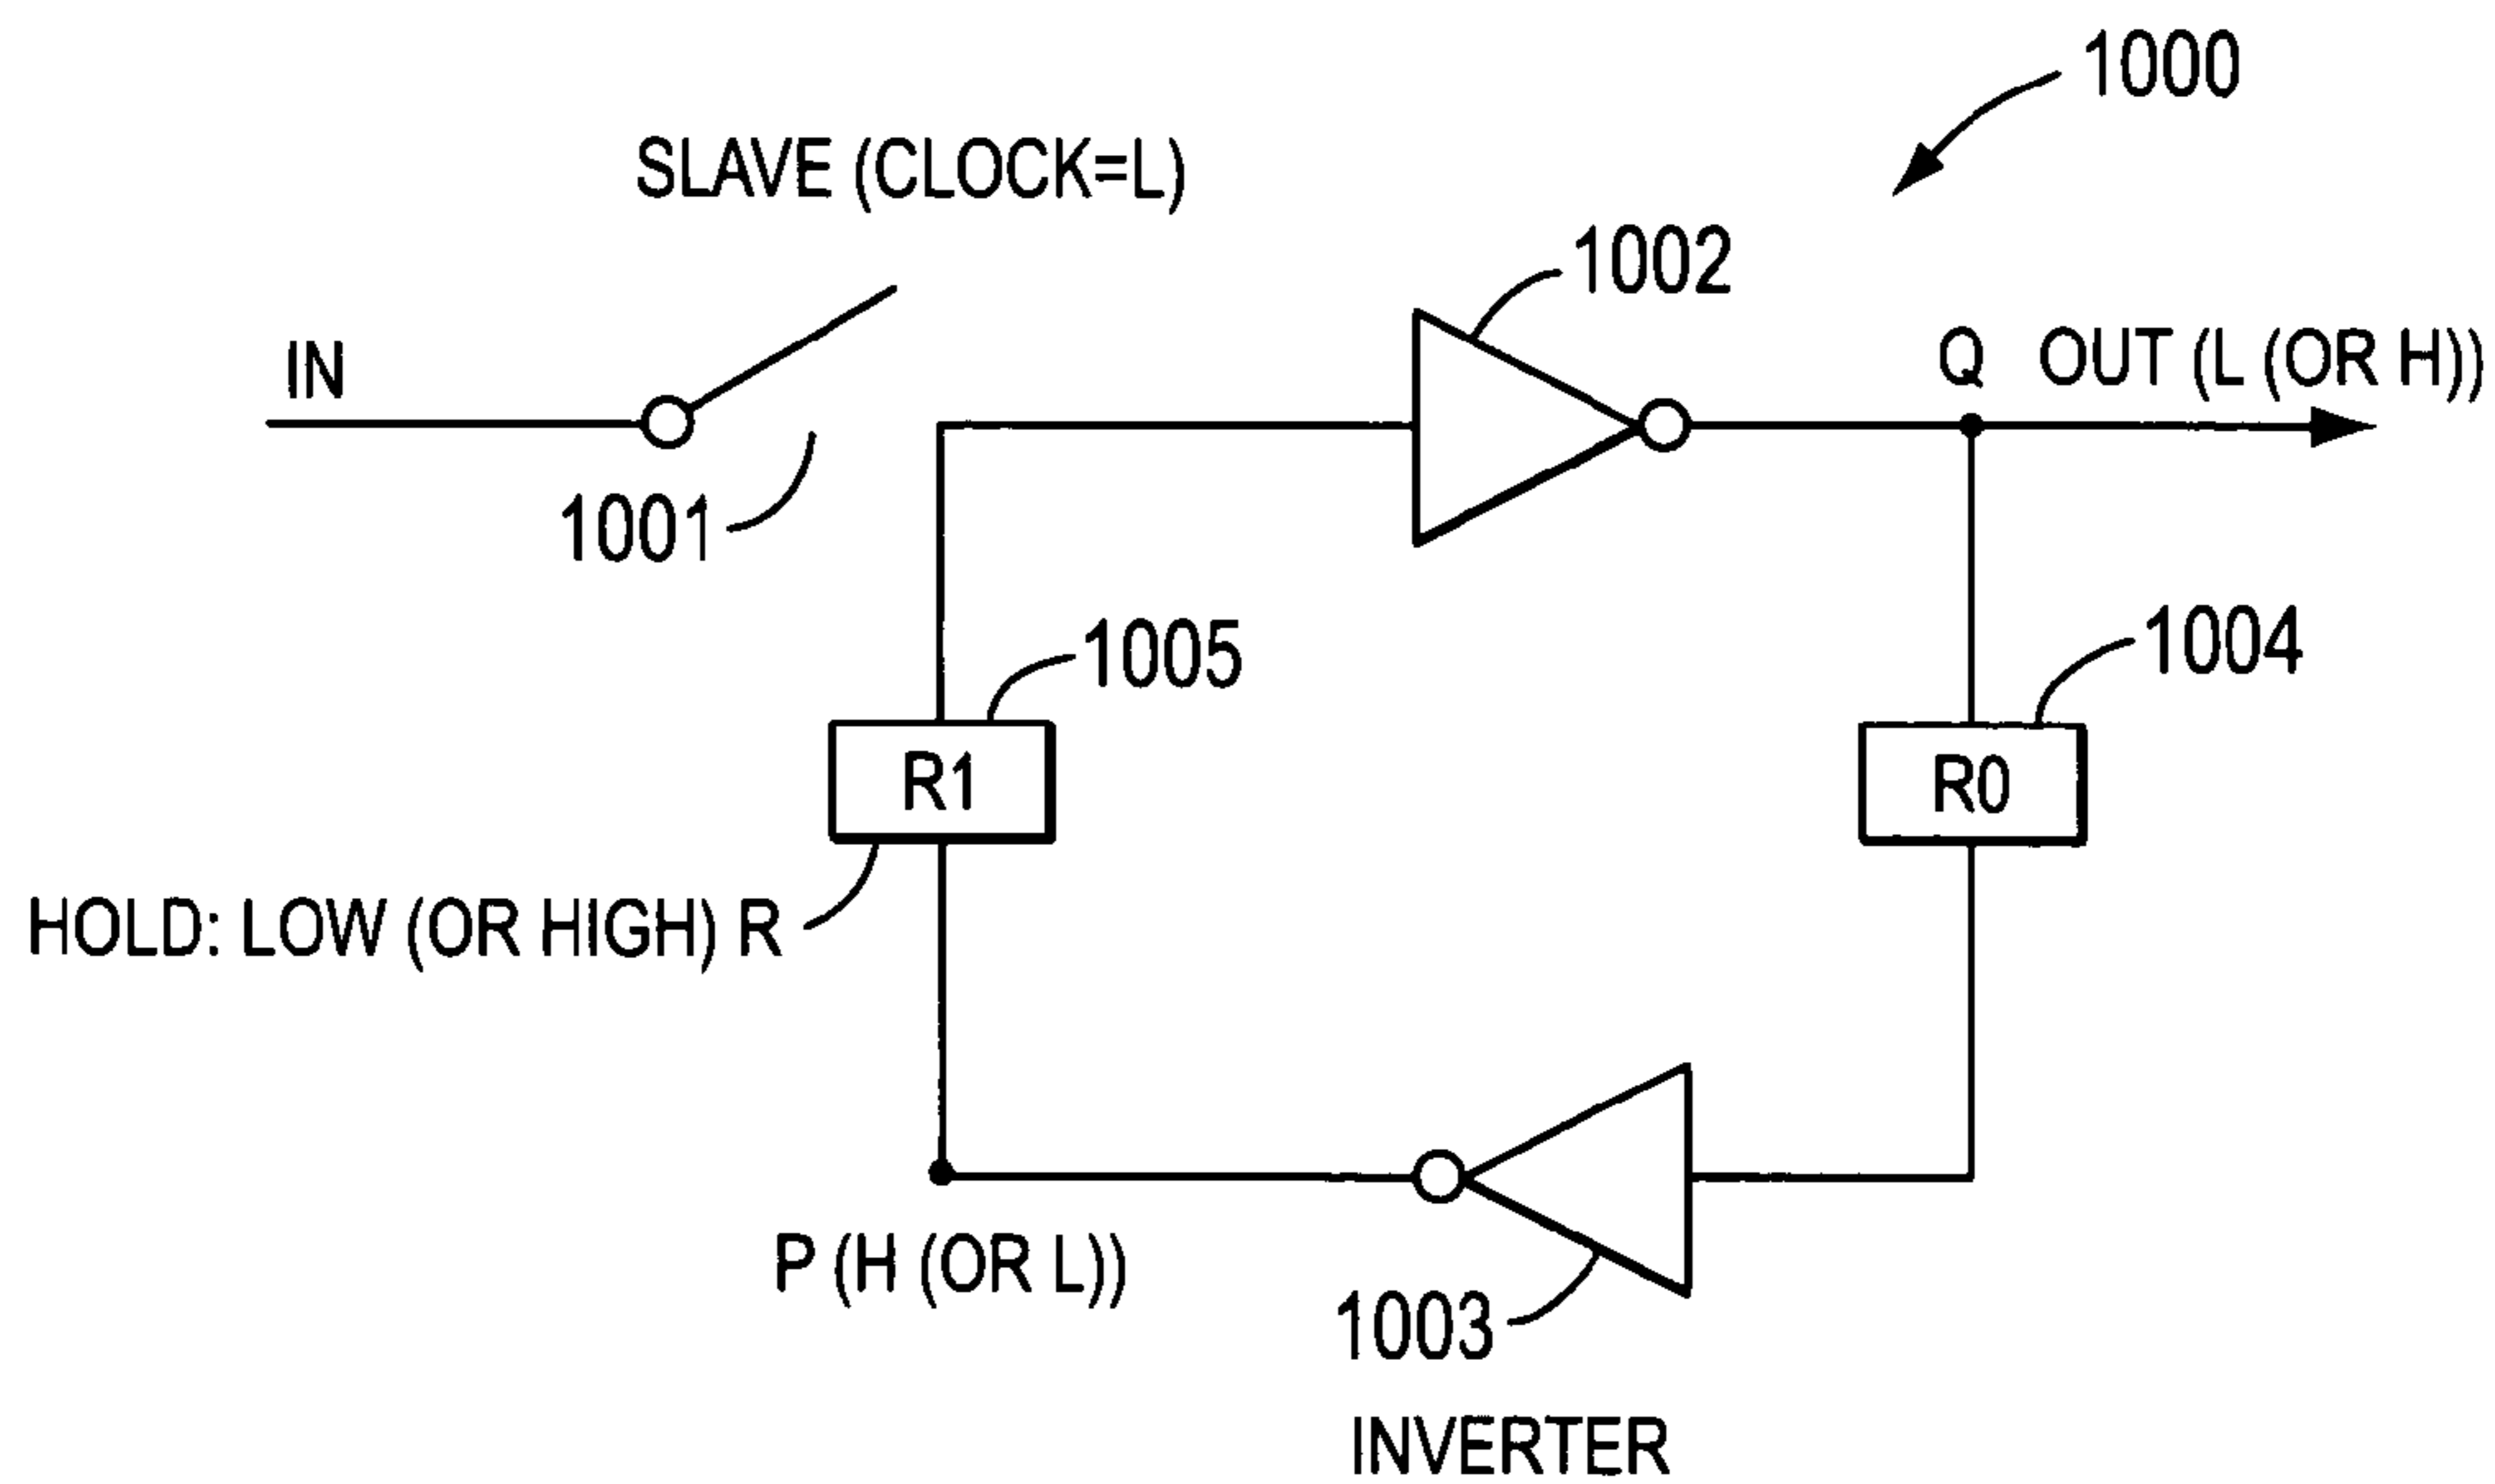 1000
SLAVE (CLOCK=L)
1002
IN
Q OUT (L (OR H))
1001
1005
1004
R1
R0
HOLD: LOW (OR HIGH) R
P (H (OR L))
1003
INVERTER